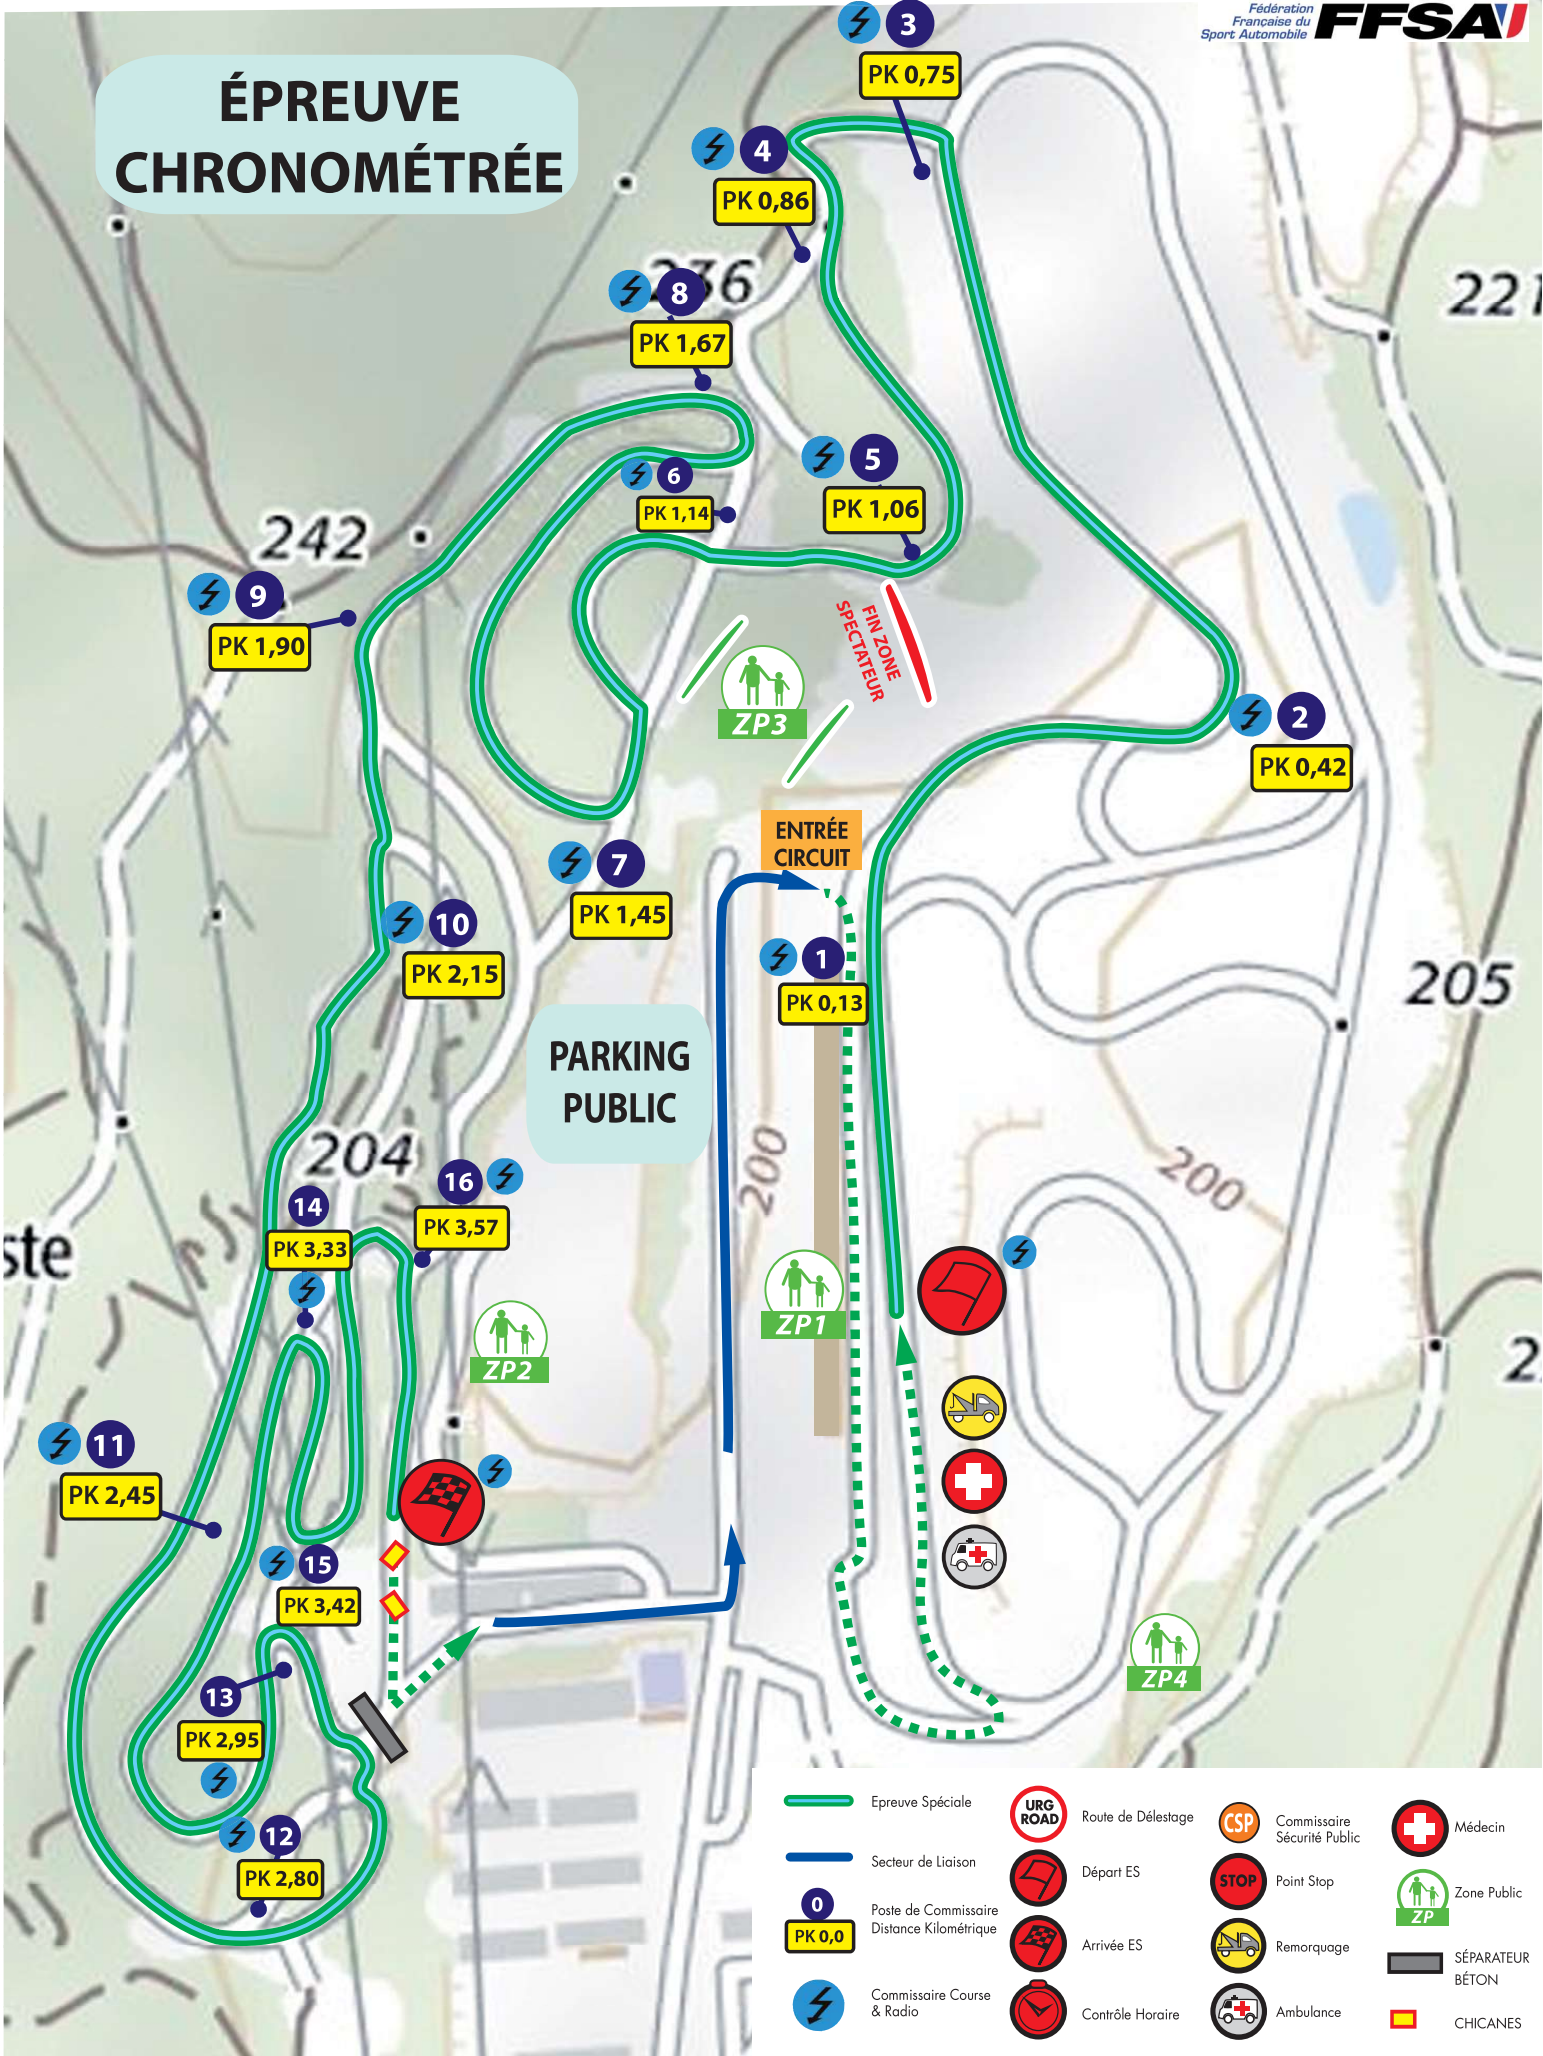 Fédération
Française du
Sport Automobile
FFSA
ÉPREUVE
CHRONOMÉTRÉE
3
PK 0,75
4
PK 0,86
236
8
PK 1,67
221
5
PK 1,06
6
PK 1,14
242
9
PK 1,90
FIN ZONE
SPECTATEUR
ZP3
2
PK 0,42
ENTRÉE
CIRCUIT
7
PK 1,45
10
PK 2,15
1
PK 0,13
205
PARKING
PUBLIC
200
200
204
16
PK 3,57
14
PK 3,33
ste
ZP1
ZP2
2
11
PK 2,45
15
PK 3,42
ZP4
13
PK 2,95
12
PK 2,80
Epreuve Spéciale
Secteur de Liaison
0
PK 0,0
Poste de Commissaire
Distance Kilométrique
Commissaire Course
& Radio
URG
ROAD
Route de Délestage
Départ ES
Arrivée ES
Contrôle Horaire
CSP
Commissaire
Sécurité Public
STOP
Point Stop
Remorquage
Ambulance
Médecin
ZP
Zone Public
SÉPARATEUR
BÉTON
CHICANES